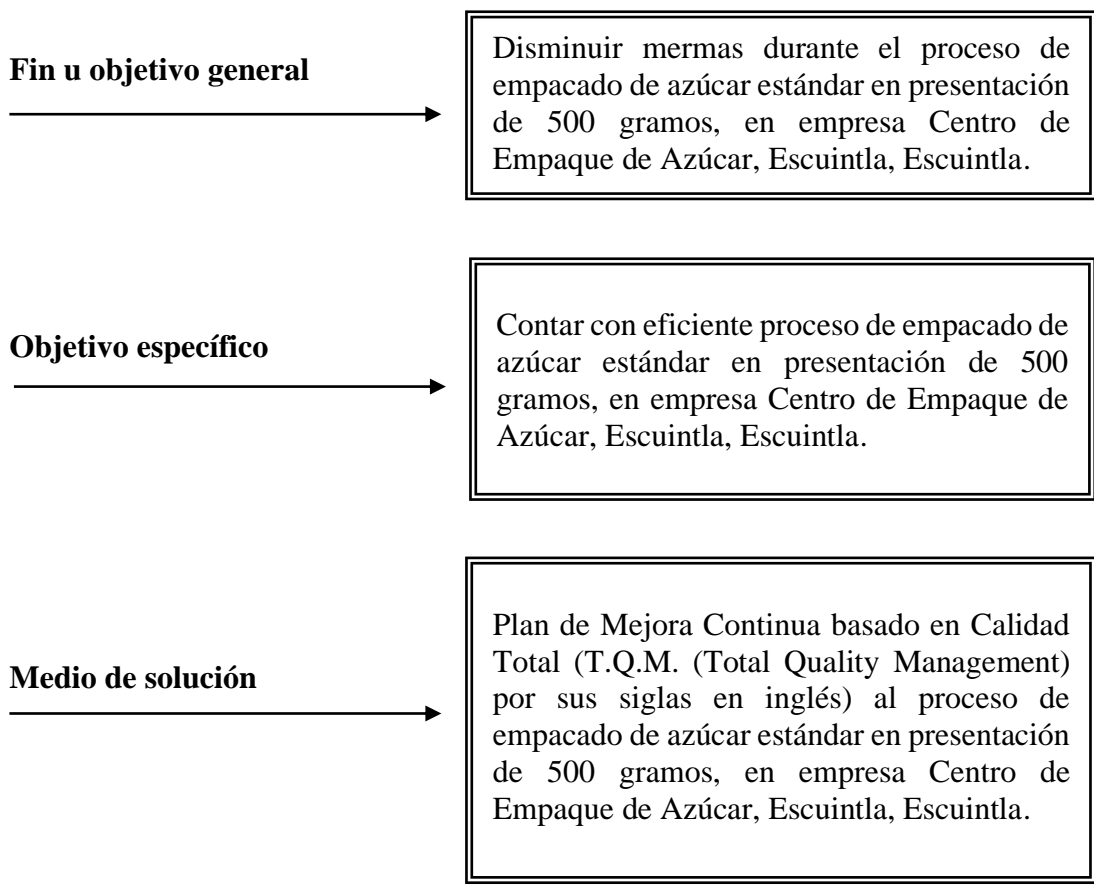 Fin u objetivo general
Disminuir mermas durante el proceso de
empacado de azúcar estándar en presentación
de 500 gramos, en empresa Centro de
Empaque de Azúcar, Escuintla, Escuintla.
Objetivo específico
Contar con eficiente proceso de empacado de
azúcar estándar en presentación de 500
gramos, en empresa Centro de Empaque de
Azúcar, Escuintla, Escuintla.
Medio de solución
Plan de Mejora Continua basado en Calidad
Total (T.Q.M. (Total Quality Management)
por sus siglas en inglés) al proceso de
empacado de azúcar estándar en presentación
de 500 gramos, en empresa Centro de
Empaque de Azúcar, Escuintla, Escuintla.